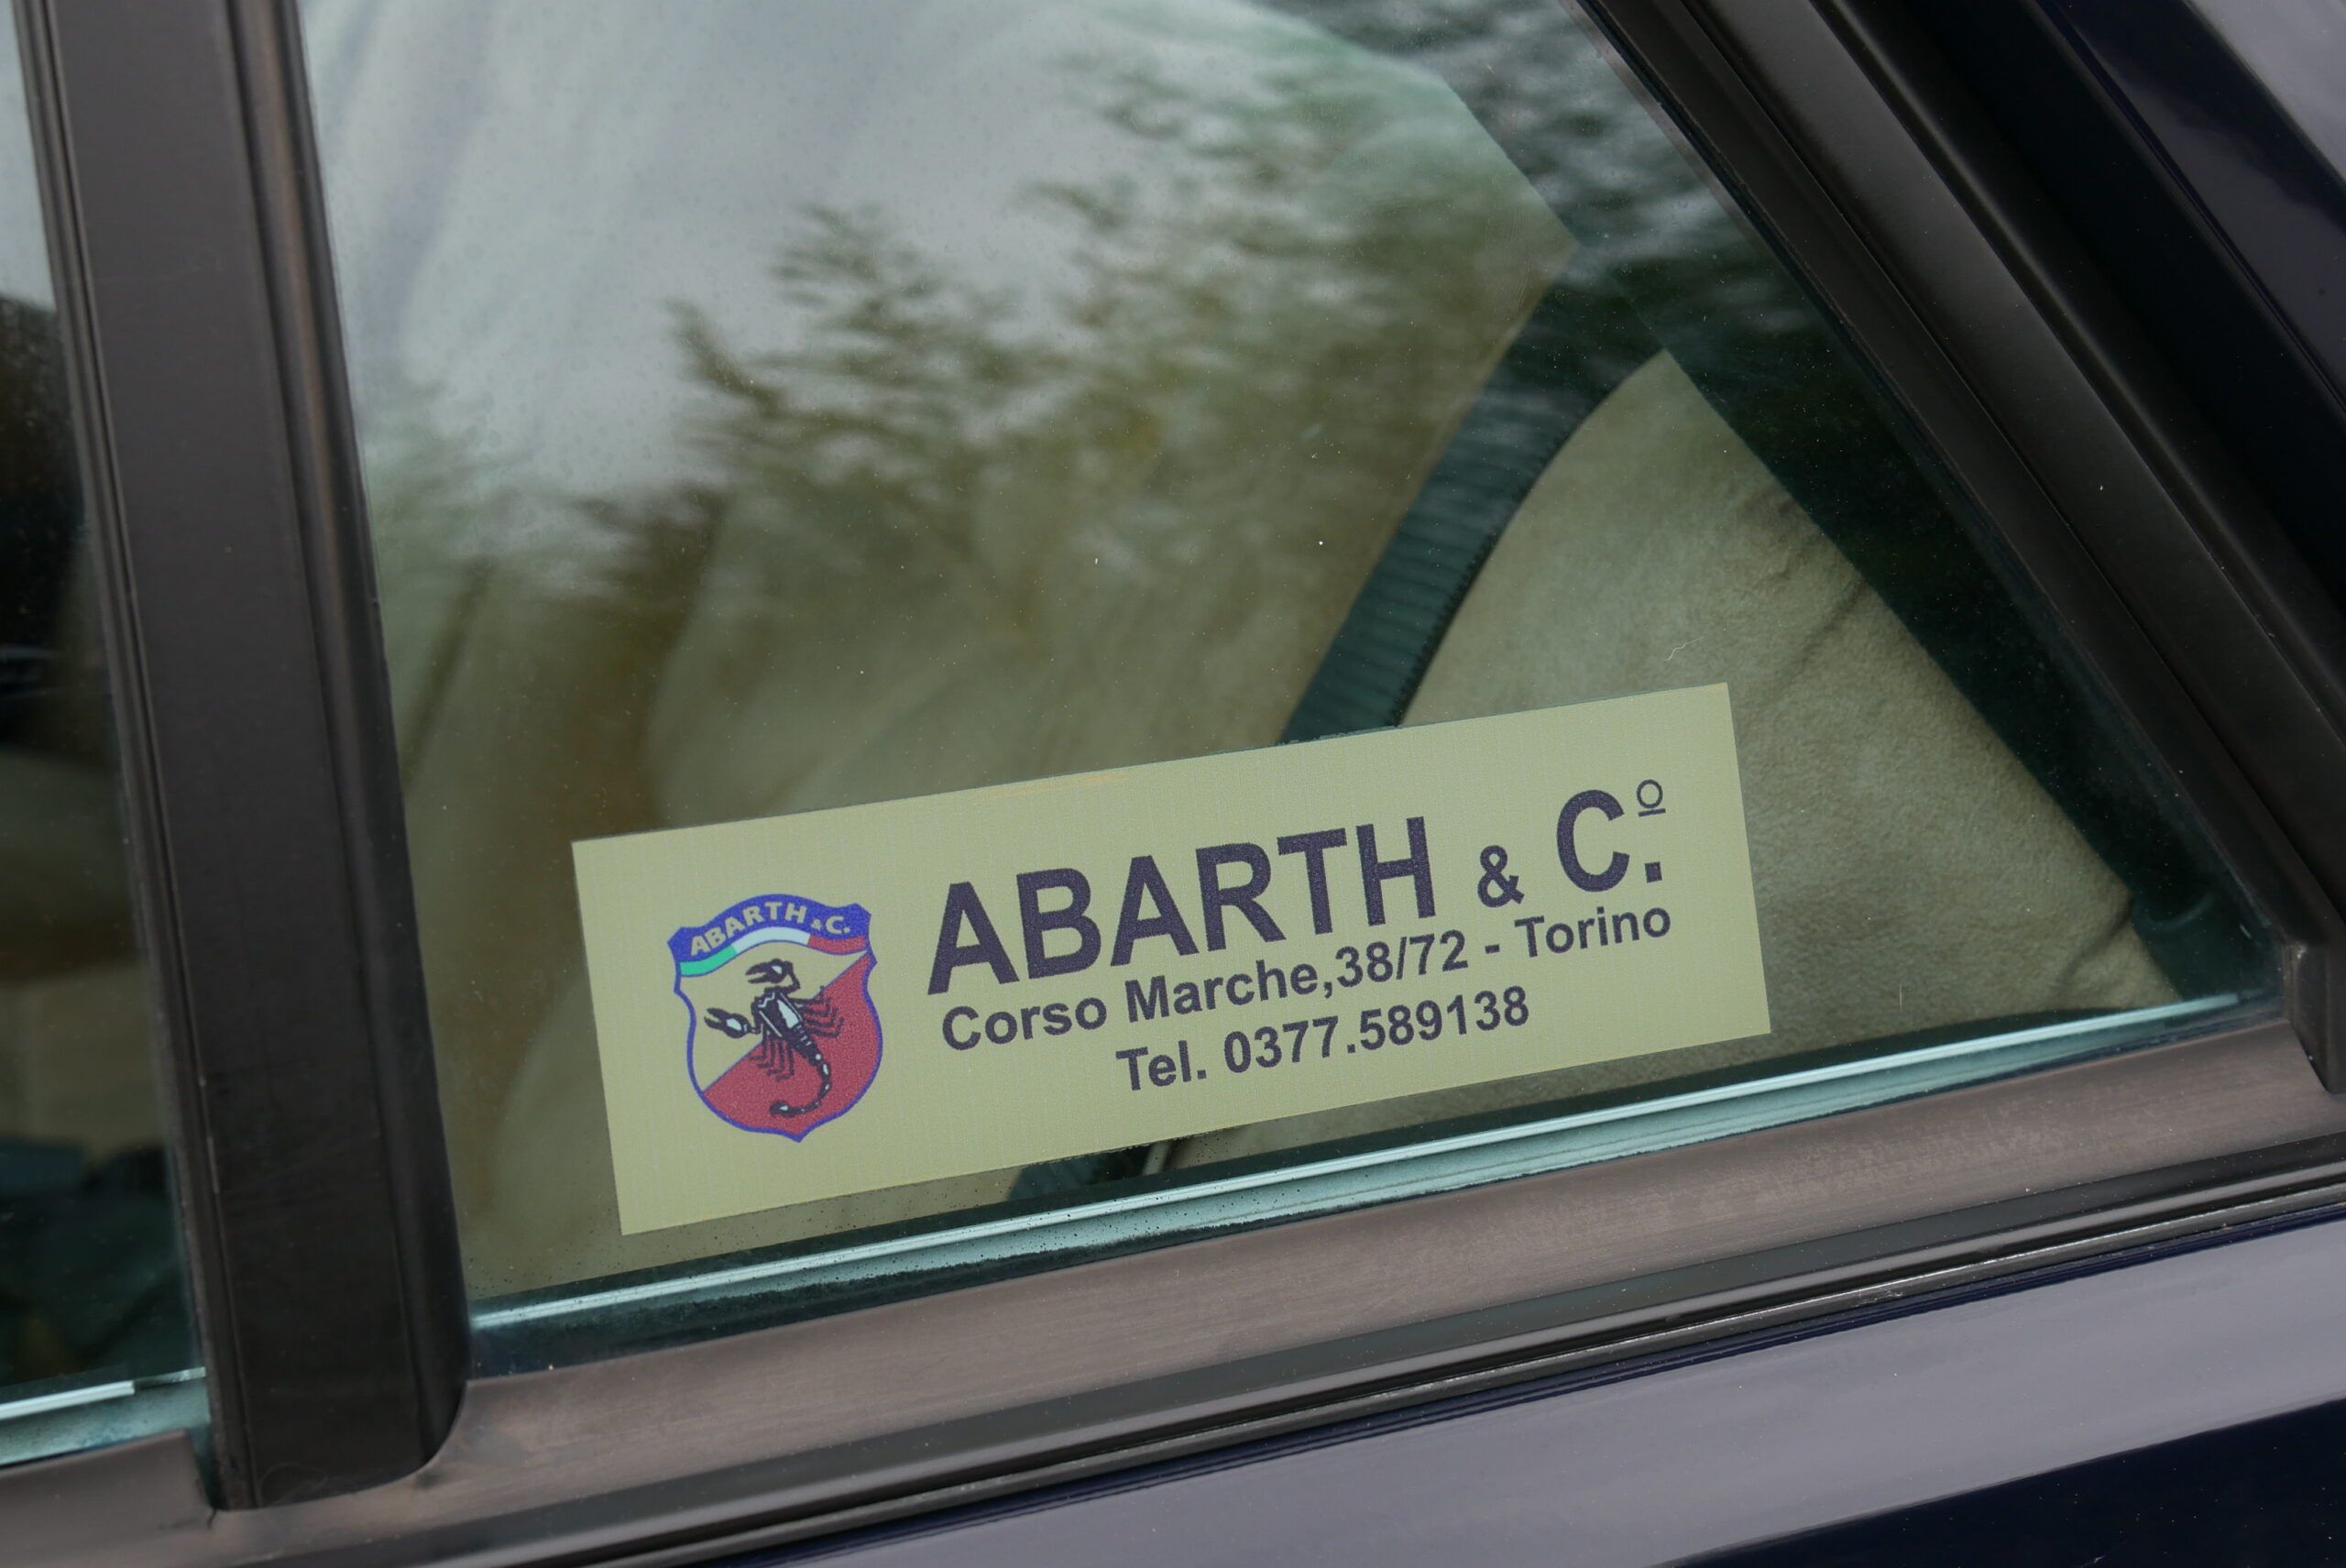 ABARTH & C.
ABARTH & C.º
Corso Marche,38/72 - Torino
Tel. 0377.589138